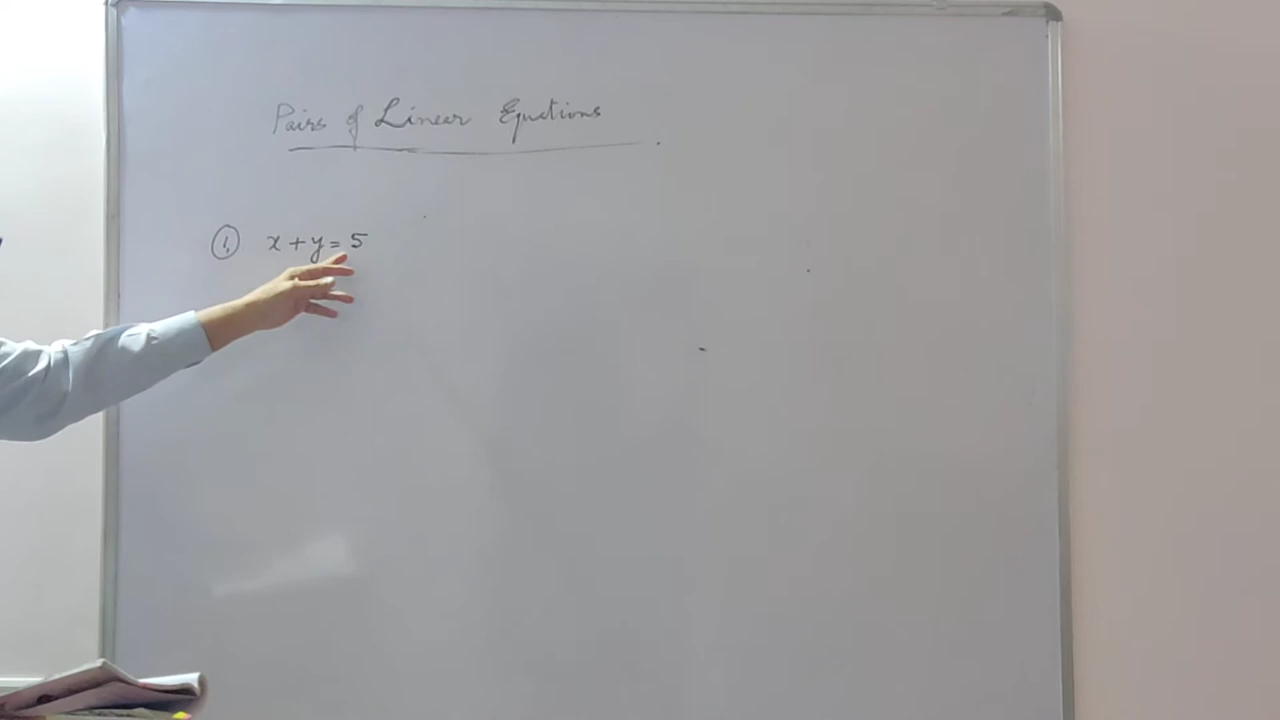 Pairs of Linear Equations
① x + y = 5